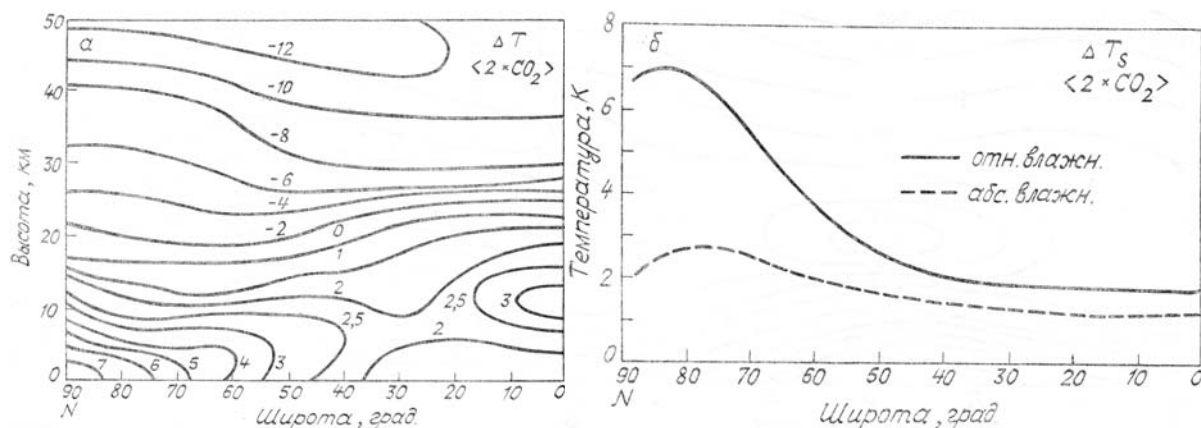 50
40
30
20
10
0
Высота, км
а
Δ T
<2 × CO₂>
-12
-10
-8
-6
-4
-2
0
1
2
2,5
3
2,5
2
7
6
5
4
3
90 80 70 60 50 40 30 20 10 0
N
Широта, град.
8
6
4
2
0
Температура, К
б
Δ Tₛ
<2 × CO₂>
отн. влажн.
абс. влажн.
90 80 70 60 50 40 30 20 10 0
N
Широта, град.